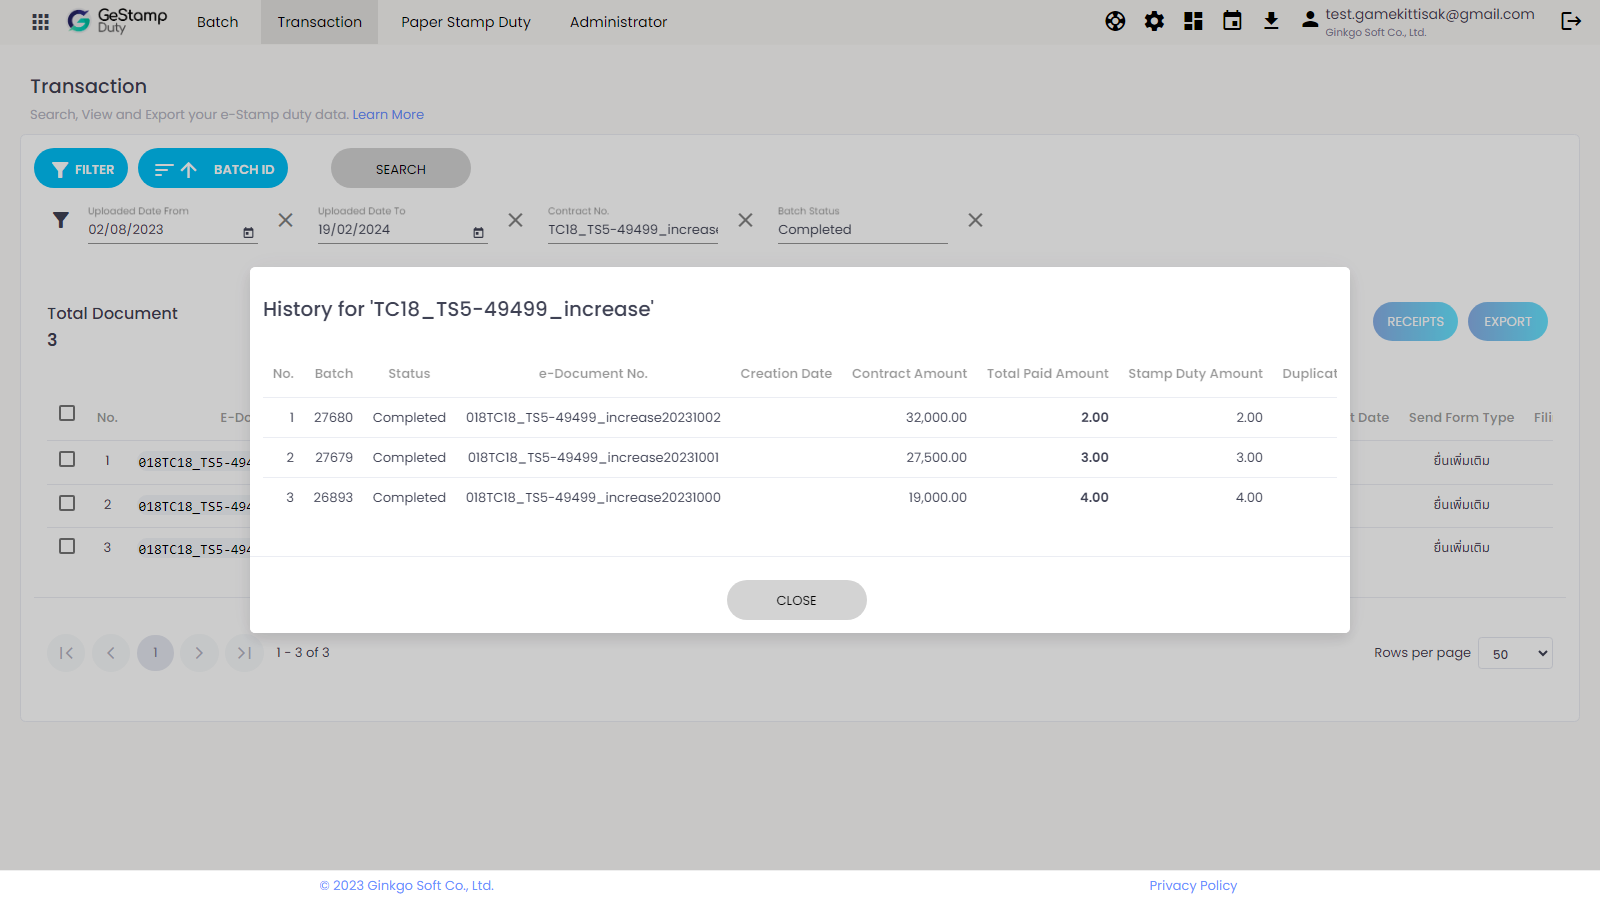 GeStamp Duty
Batch
Transaction
Paper Stamp Duty
Administrator
test.gamekittisak@gmail.com
Ginkgo Soft Co., Ltd.
Transaction
Search, View and Export your e-Stamp duty data. Learn More
FILTER
BATCH ID
SEARCH
Uploaded Date From
02/08/2023
Uploaded Date To
19/02/2024
Contract No.
TC18_TS5-49499_increase
Batch Status
Completed
Total Document
3
RECEIPTS
EXPORT
History for 'TC18_TS5-49499_increase'
No. Batch Status e-Document No. Creation Date Contract Amount Total Paid Amount Stamp Duty Amount Duplicat
1 27680 Completed 018TC18_TS5-49499_increase20231002 32,000.00 2.00 2.00
2 27679 Completed 018TC18_TS5-49499_increase20231001 27,500.00 3.00 3.00
3 26893 Completed 018TC18_TS5-49499_increase20231000 19,000.00 4.00 4.00
CLOSE
No. E-Do t Date Send Form Type Fili
1 018TC18_TS5-494 ยื่นเพิ่มเติม
2 018TC18_TS5-494 ยื่นเพิ่มเติม
3 018TC18_TS5-494 ยื่นเพิ่มเติม
1
1 - 3 of 3
Rows per page 50
© 2023 Ginkgo Soft Co., Ltd.
Privacy Policy